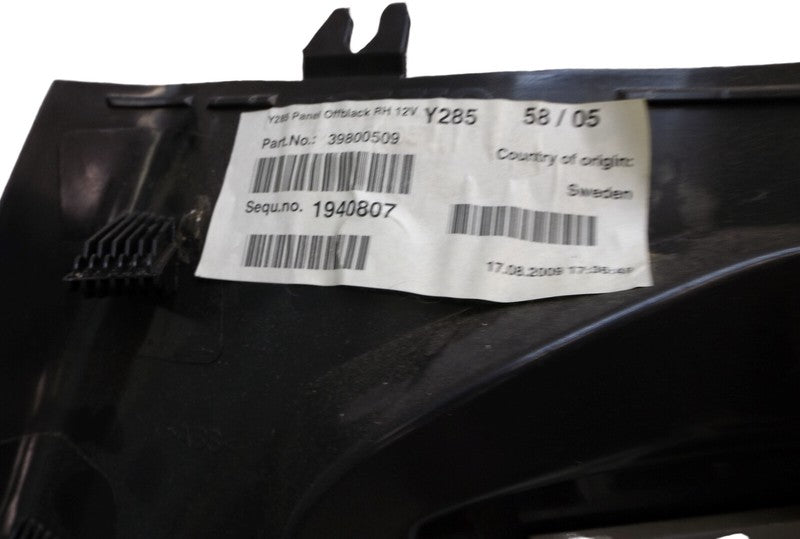 Y285 Panel Offblack RH 12V Y285 58 / 05
Part.No.: 39800509
Country of origin:
Sweden
Sequ.no. 1940807
17.08.2009